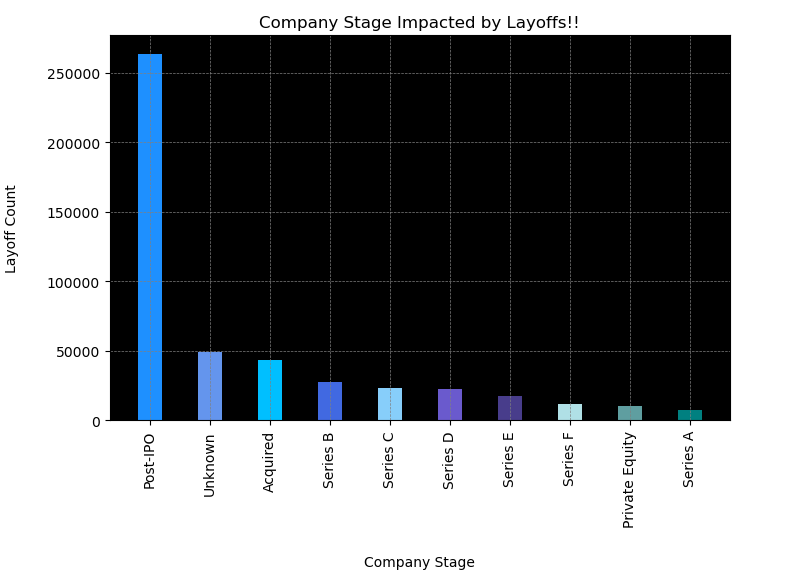 Company Stage Impacted by Layoffs!!
Layoff Count
250000
200000
150000
100000
50000
0
Post-IPO
Unknown
Acquired
Series B
Series C
Series D
Series E
Series F
Private Equity
Series A
Company Stage